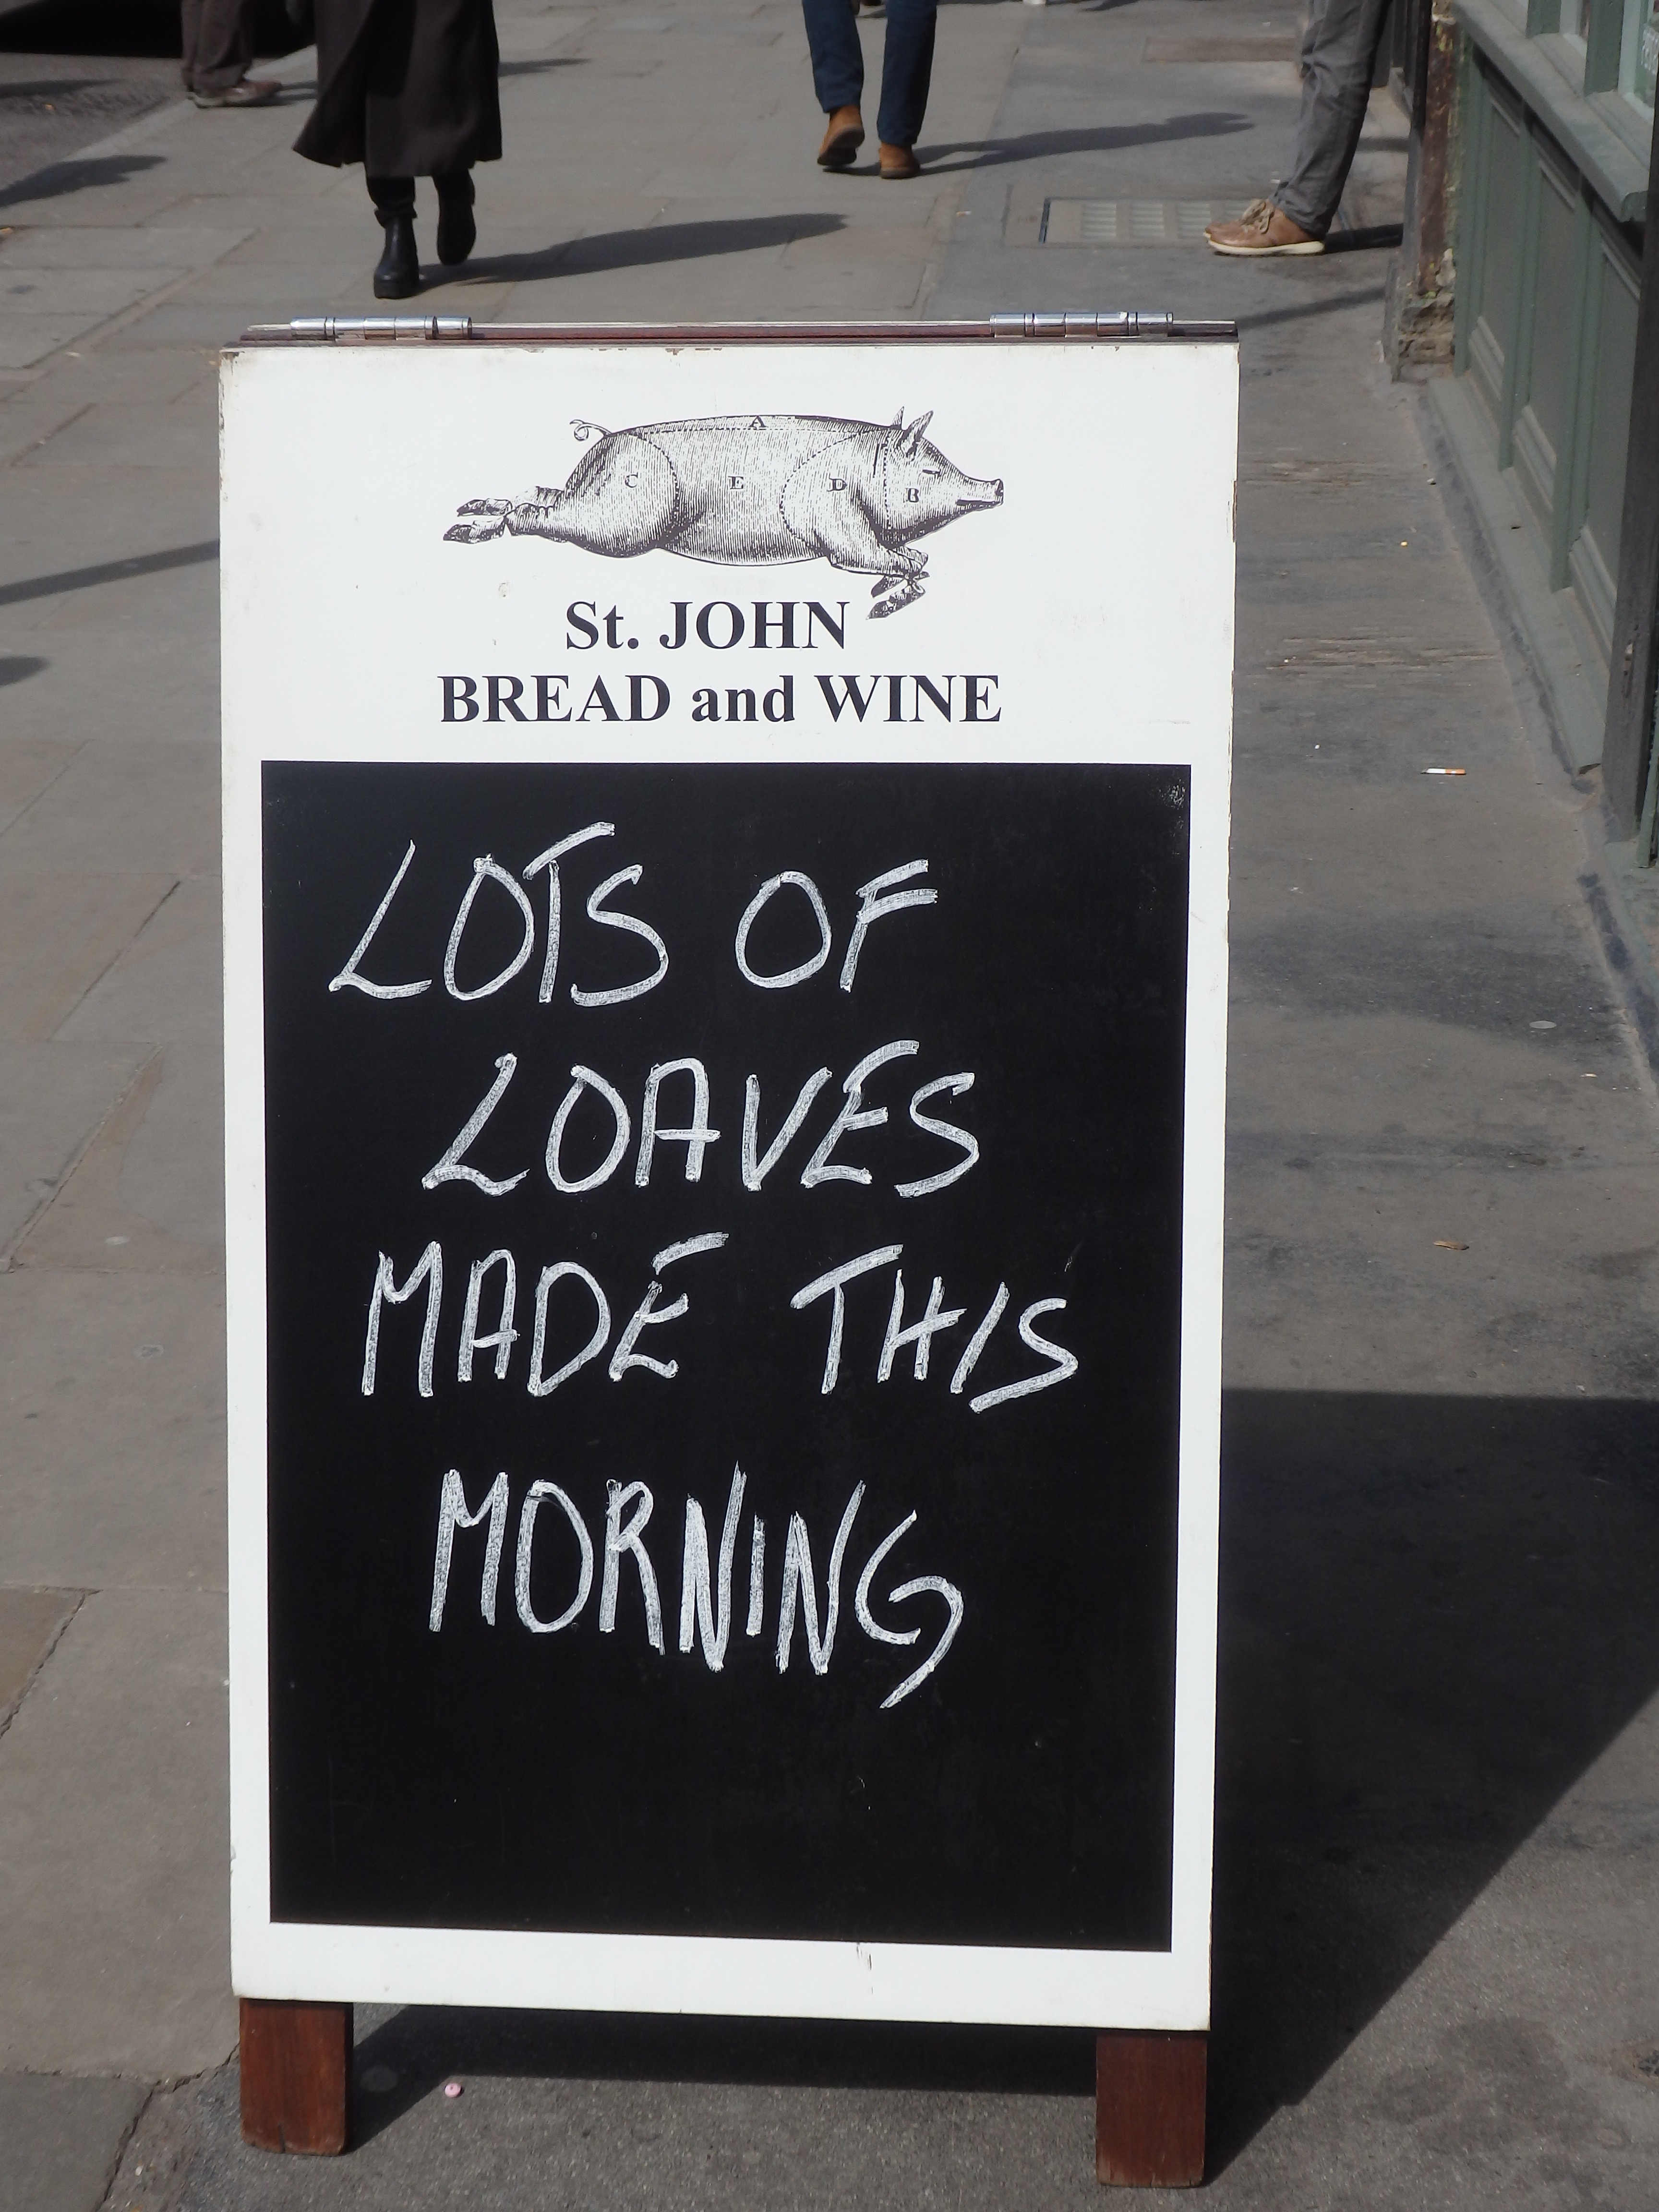 A
C E D B
St. JOHN
BREAD and WINE
LOTS OF
LOAVES
MADE THIS
MORNING